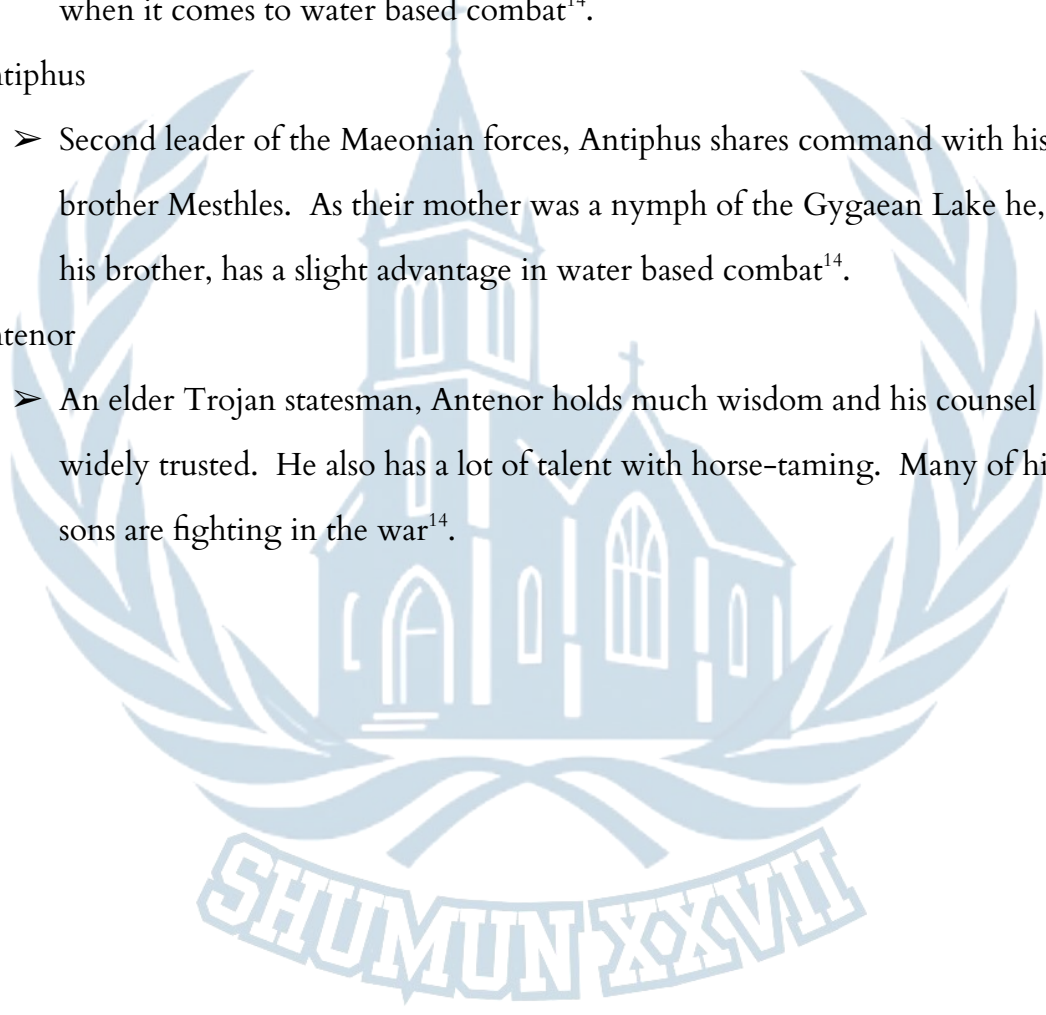 when it comes to water based combat¹⁴.
ntiphus
➢ Second leader of the Maeonian forces, Antiphus shares command with his
brother Mesthles. As their mother was a nymph of the Gygaean Lake he,
his brother, has a slight advantage in water based combat¹⁴.
ntenor
➢ An elder Trojan statesman, Antenor holds much wisdom and his counsel
widely trusted. He also has a lot of talent with horse-taming. Many of hi
sons are fighting in the war¹⁴.
SHUMUN XXVII